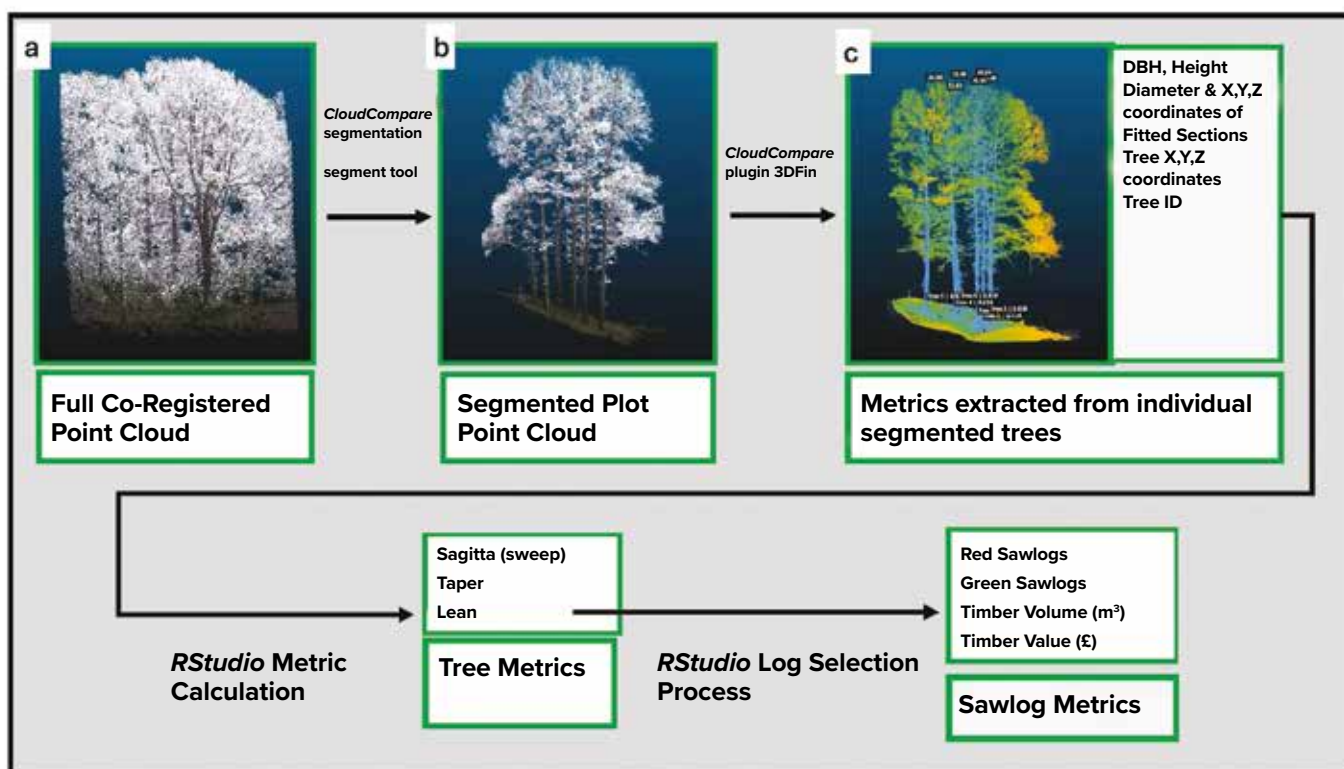 a
CloudCompare
segmentation
segment tool
b
CloudCompare
plugin 3DFin
c
DBH, Height
Diameter & X,Y,Z
coordinates of
Fitted Sections
Tree X,Y,Z
coordinates
Tree ID
Full Co-Registered
Point Cloud
Segmented Plot
Point Cloud
Metrics extracted from individual
segmented trees
RStudio Metric
Calculation
Sagitta (sweep)
Taper
Lean
Tree Metrics
RStudio Log Selection
Process
Red Sawlogs
Green Sawlogs
Timber Volume (m³)
Timber Value (£)
Sawlog Metrics